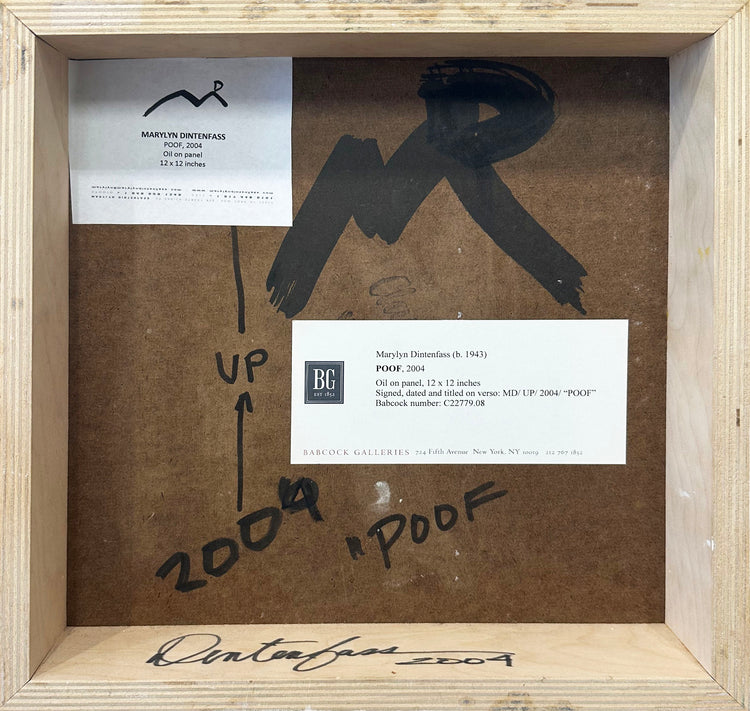 MARYLYN DINTENFASS
POOF, 2004
Oil on panel
12 x 12 inches
UP
BG
EST 1852
Marylyn Dintenfass (b. 1943)
POOF, 2004
Oil on panel, 12 x 12 inches
Signed, dated and titled on verso: MD/ UP/ 2004/ “POOF”
Babcock number: C22779.08
BABCOCK GALLERIES 724 Fifth Avenue New York, NY 10019 212 767 1852
2004 "POOF
Dintenfass 2004